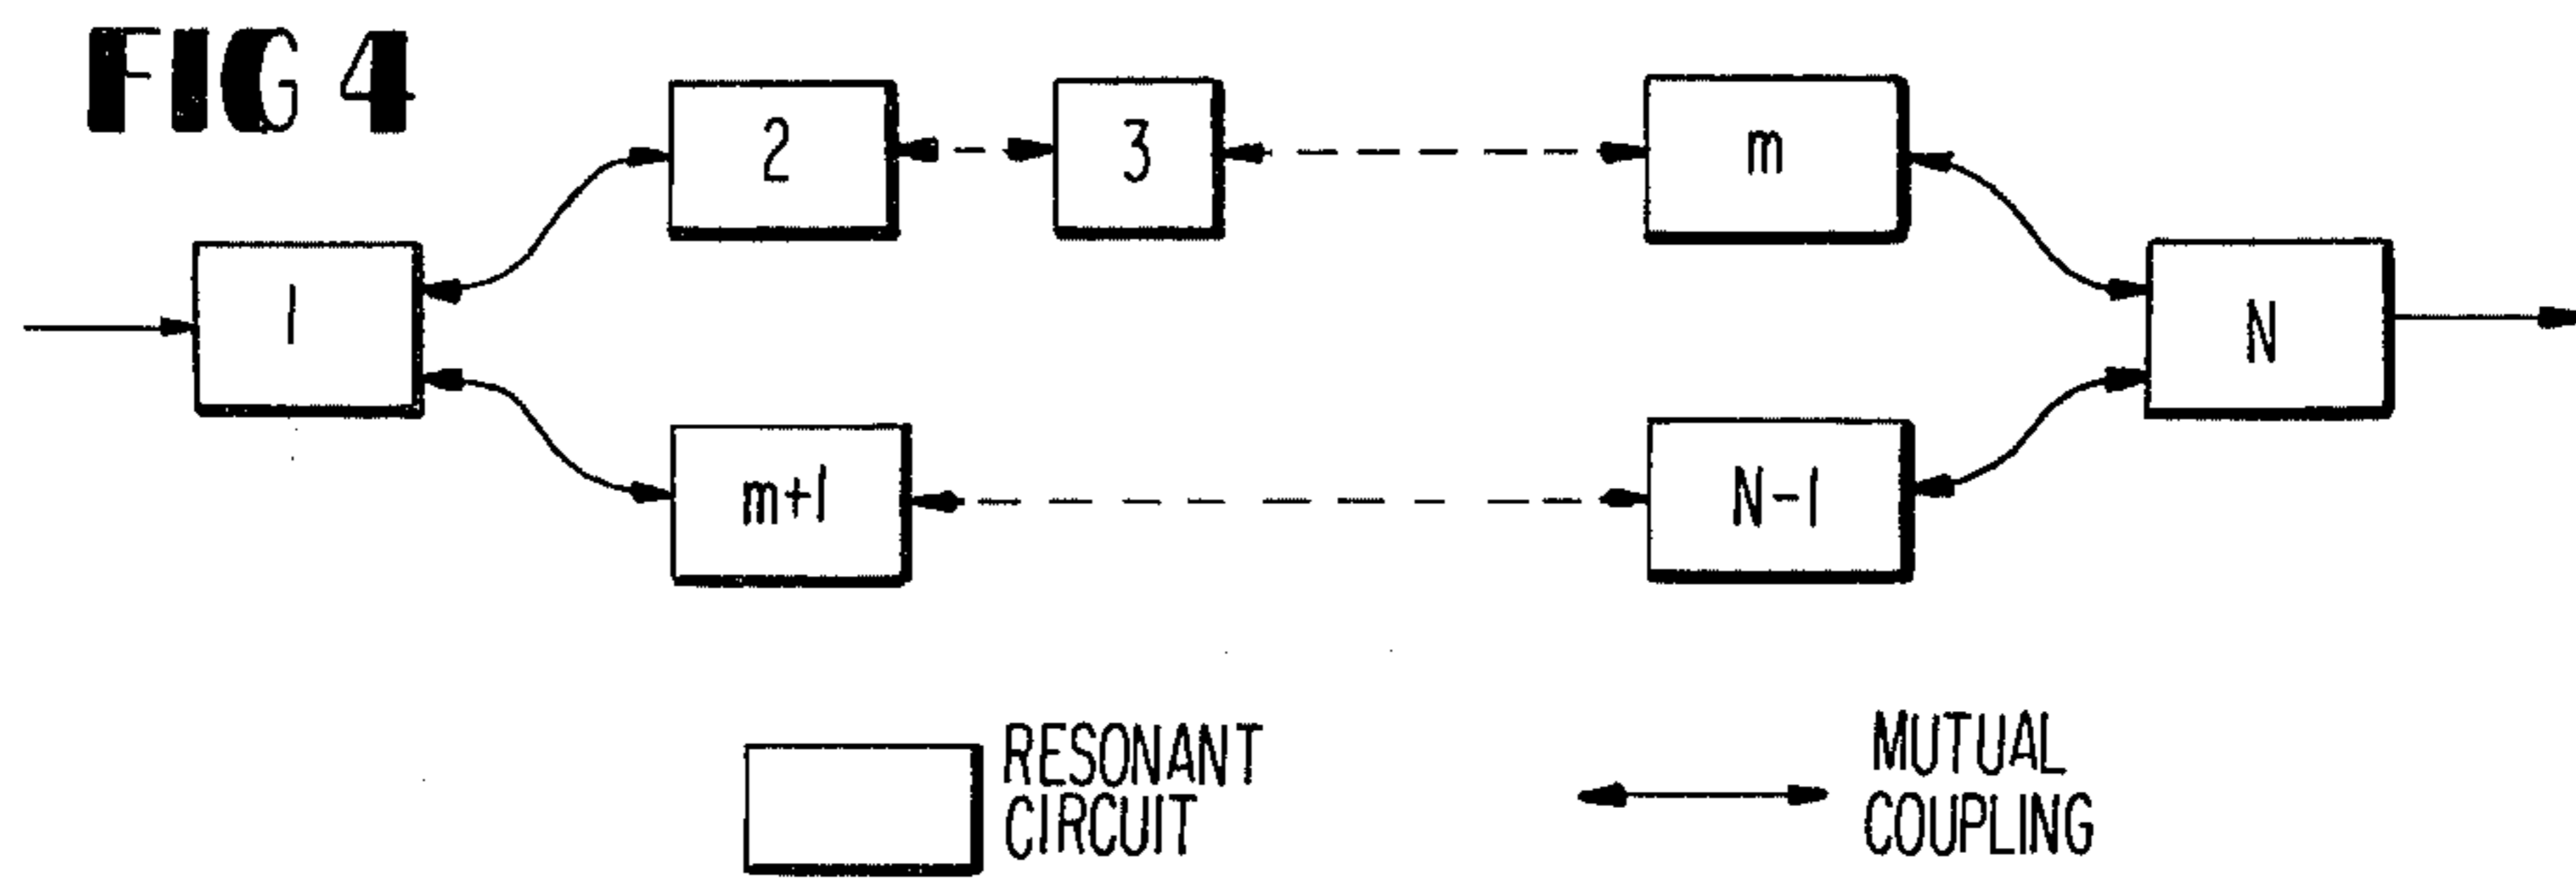 FIG 4
2
3
m
1
N
m+1
N-1
RESONANT
CIRCUIT
MUTUAL
COUPLING